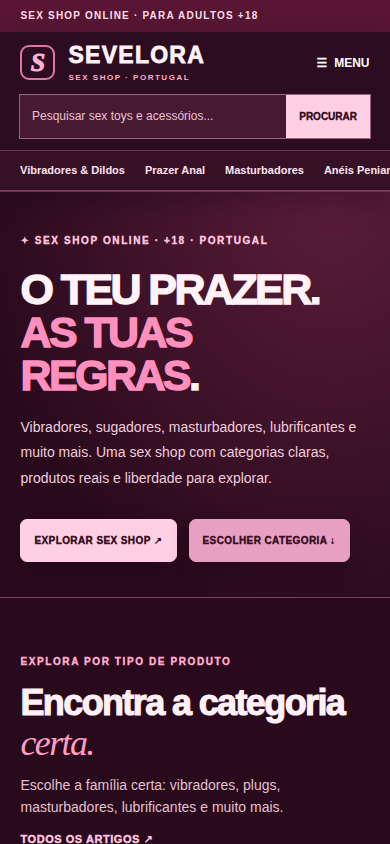 SEX SHOP ONLINE · PARA ADULTOS +18
S SEVELORA
SEX SHOP · PORTUGAL
☰ MENU
Pesquisar sex toys e acessórios... PROCURAR
Vibradores & Dildos Prazer Anal Masturbadores Anéis Penian
✦ SEX SHOP ONLINE · +18 · PORTUGAL
O TEU PRAZER.
AS TUAS
REGRAS.
Vibradores, sugadores, masturbadores, lubrificantes e
muito mais. Uma sex shop com categorias claras,
produtos reais e liberdade para explorar.
EXPLORAR SEX SHOP ↗ ESCOLHER CATEGORIA ↓
EXPLORA POR TIPO DE PRODUTO
Encontra a categoria
certa.
Escolhe a família certa: vibradores, plugs,
masturbadores, lubrificantes e muito mais.
TODOS OS ARTIGOS ↗